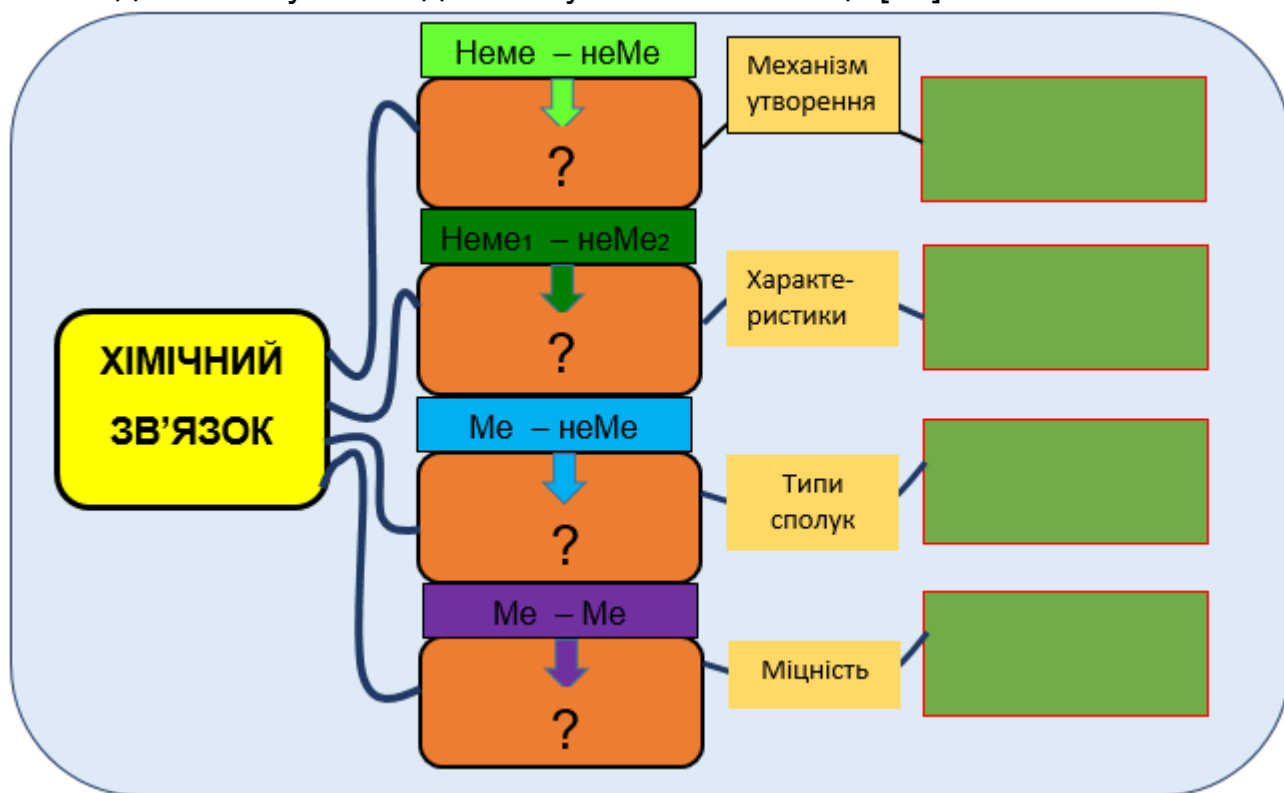 Неме – неМе
?
Механізм
утворення
Неме1 – неМе2
?
Характе-
ристики
ХІМІЧНИЙ
ЗВ’ЯЗОК
Ме – неМе
?
Типи
сполук
Ме – Ме
?
Міцність